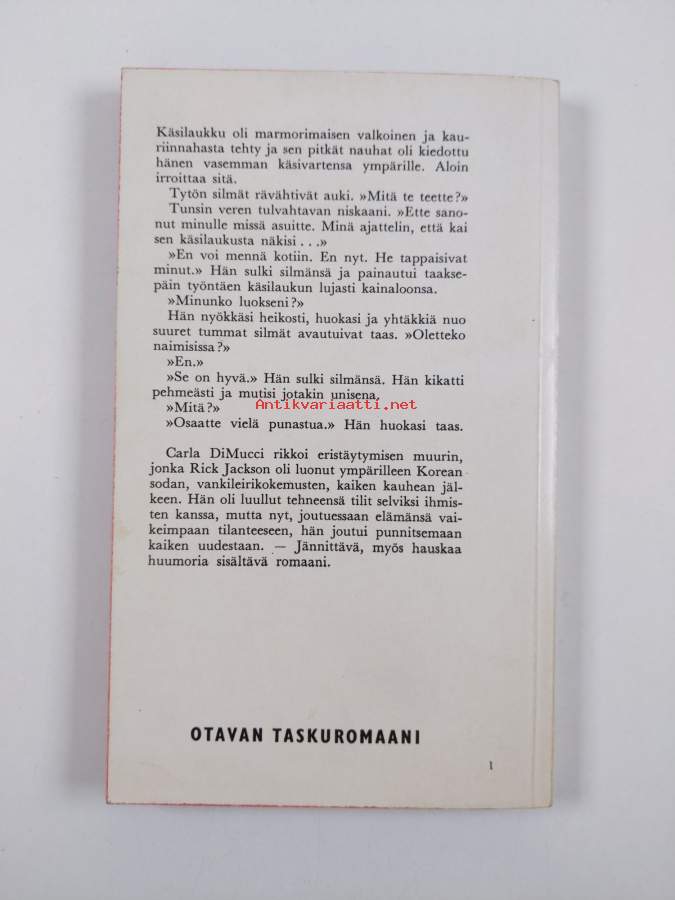 Käsilaukku oli marmorimaisen valkoinen ja kau-
riinnahasta tehty ja sen pitkät nauhat oli kiedottu
hänen vasemman käsivartensa ympärille. Aloin
irroittaa sitä.
Tytön silmät rävähtivät auki. »Mitä te teette?»
Tunsin veren tulvahtavan niskaani. »Ette sano-
nut minulle missä asuitte. Minä ajattelin, että kai
sen käsilaukusta näkisi . . .»
»En voi mennä kotiin. En nyt. He tappaisivat
minut.» Hän sulki silmänsä ja painautui taakse-
päin työntäen käsilaukun lujasti kainaloonsa.
»Minunko luokseni?»
Hän nyökkäsi heikosti, huokasi ja yhtäkkiä nuo
suuret tummat silmät avautuivat taas. »Oletteko
naimisissa?»
»En.»
»Se on hyvä.» Hän sulki silmänsä. Hän kikatti
pehmeästi ja mutisi jotakin unisena.
»Mitä?»
Antikvariaatti.net
»Osaatte vielä punastua.» Hän huokasi taas.
Carla DiMucci rikkoi eristäytymisen muurin,
jonka Rick Jackson oli luonut ympärilleen Korean
sodan, vankileirikokemusten, kaiken kauhean jäl-
keen. Hän oli luullut tehneensä tilit selviksi ihmis-
ten kanssa, mutta nyt, joutuessaan elämänsä vai-
keimpaan tilanteeseen, hän joutui punnitsemaan
kaiken uudestaan. — Jännittävä, myös hauskaa
huumoria sisältävä romaani.
OTAVAN TASKUROMAANI
1